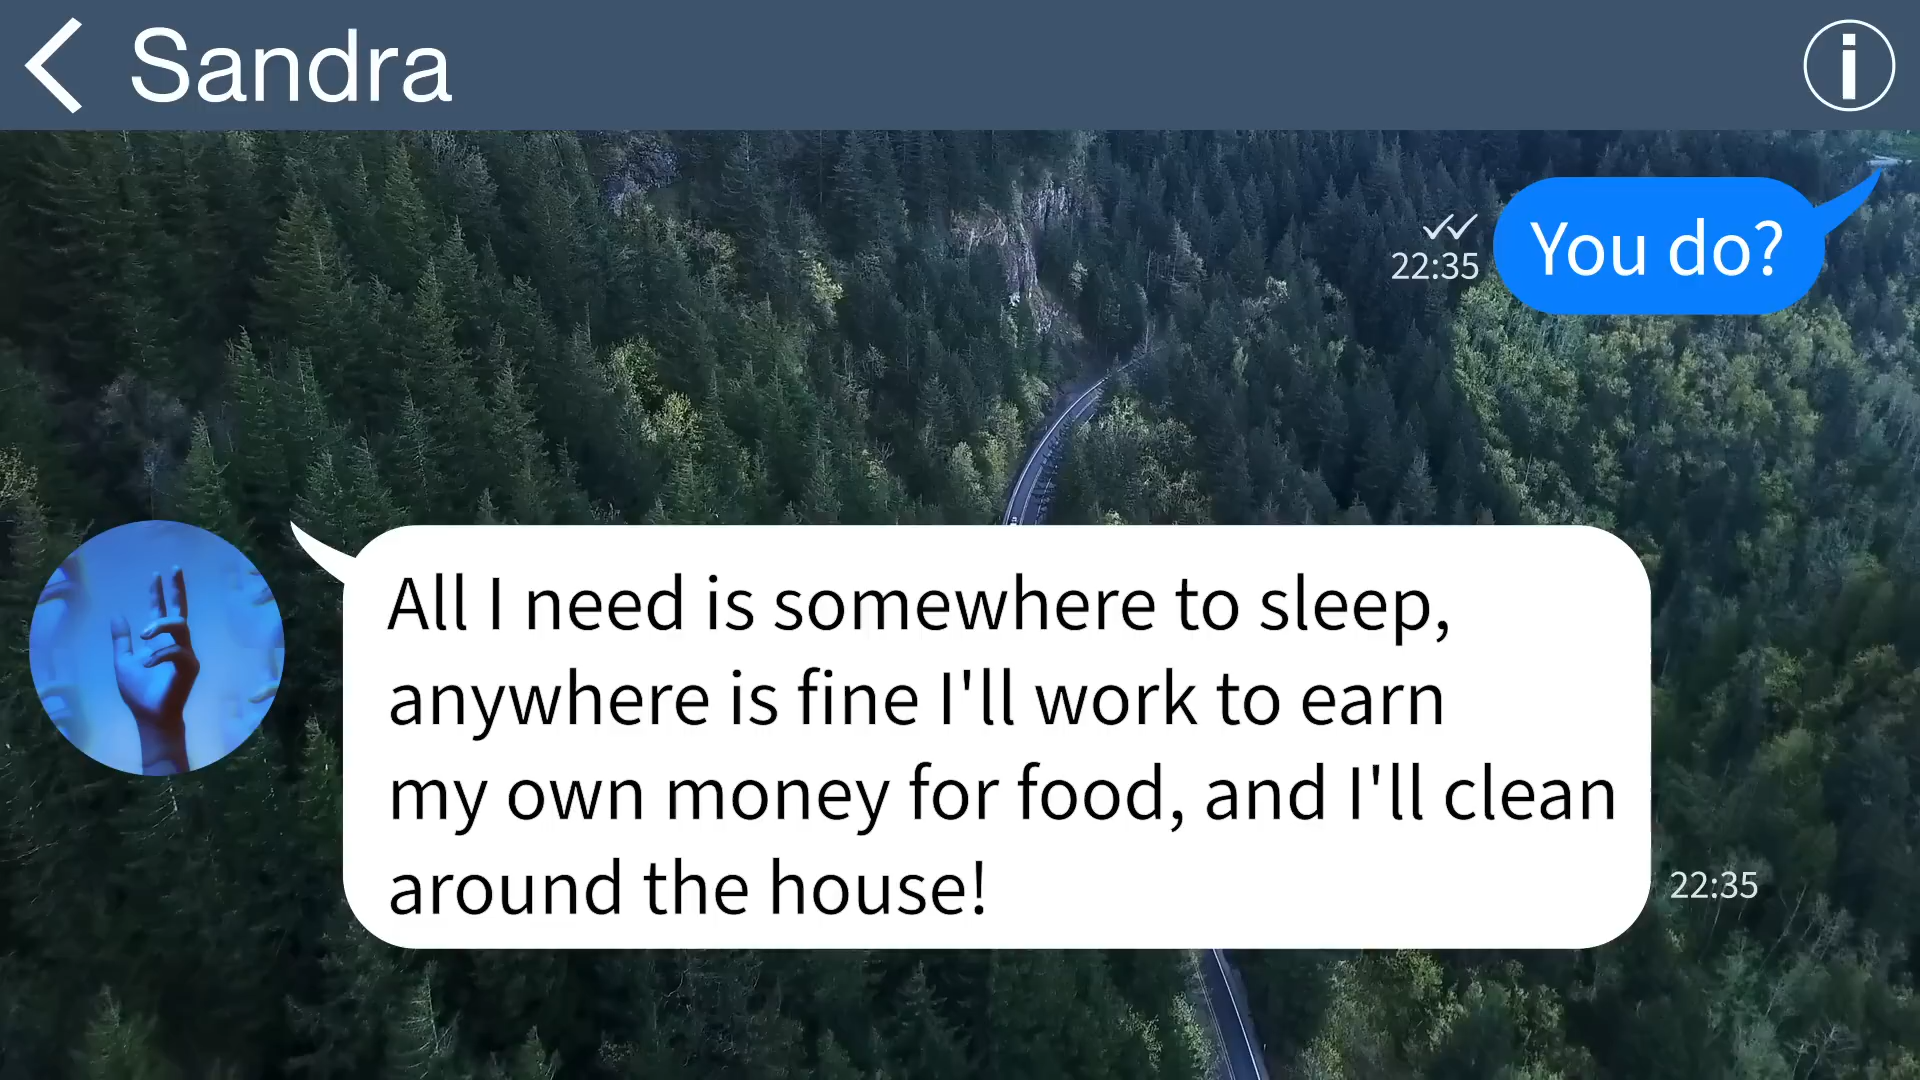 Sandra
You do?
22:35
All I need is somewhere to sleep,
anywhere is fine I'll work to earn
my own money for food, and I'll clean
around the house!
22:35